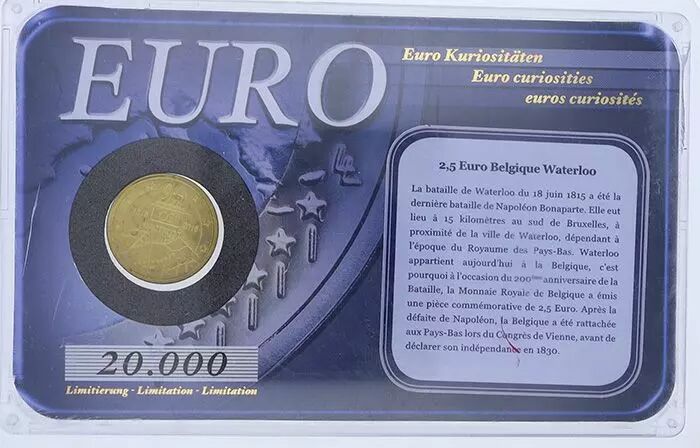 EURO
Euro Kuriositäten
Euro curiosities
euros curiosités
2,5 Euro Belgique Waterloo
La bataille de Waterloo du 18 juin 1815 a été la
dernière bataille de Napoléon Bonaparte. Elle eut
lieu à 15 kilomètres au sud de Bruxelles, à
proximité de la ville de Waterloo, dépendant à
l'époque du Royaume des Pays-Bas. Waterloo
appartient aujourd'hui à la Belgique, c'est
pourquoi à l'occasion du 200ème anniversaire de la
Bataille, la Monnaie Royale de Belgique a émis
une pièce commémorative de 2,5 Euro. Après la
défaite de Napoléon, la Belgique a été rattachée
aux Pays-Bas lors du Congrès de Vienne, avant de
déclarer son indépendance en 1830.
20.000
Limitierung - Limitation - Limitation